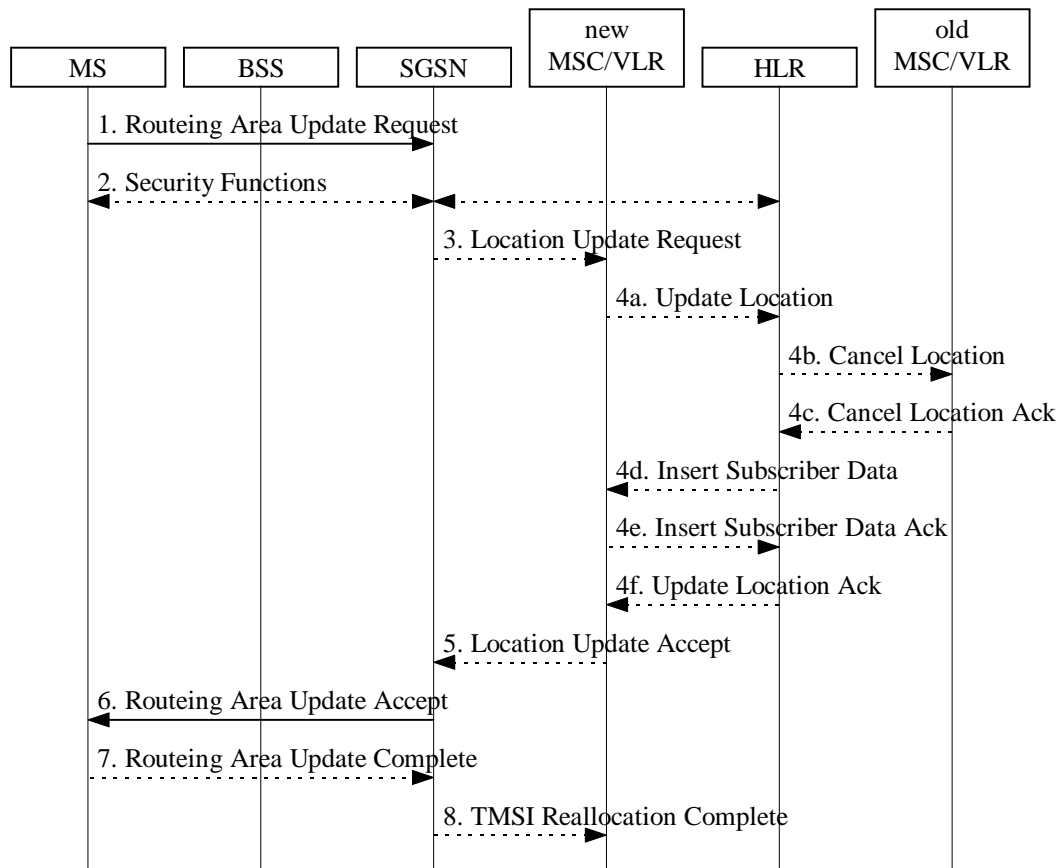 new
MSC/VLR
old
MSC/VLR
MS
BSS
SGSN
HLR
1. Routeing Area Update Request
2. Security Functions
3. Location Update Request
4a. Update Location
4b. Cancel Location
4c. Cancel Location Ack
4d. Insert Subscriber Data
4e. Insert Subscriber Data Ack
4f. Update Location Ack
5. Location Update Accept
6. Routeing Area Update Accept
7. Routeing Area Update Complete
8. TMSI Reallocation Complete